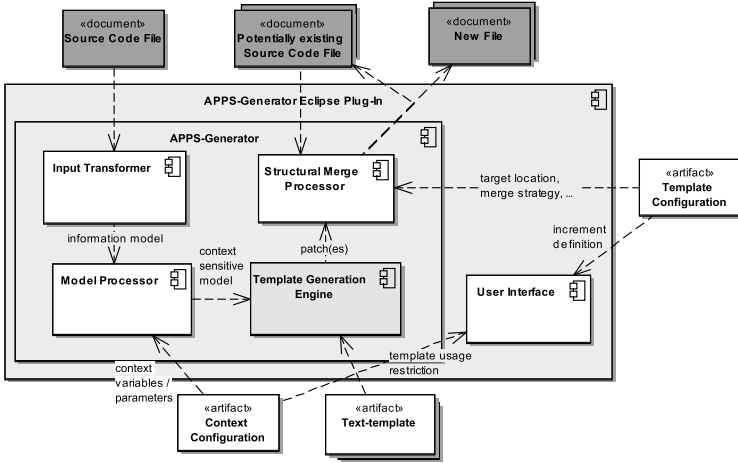 «document»
Source Code File
«document»
Potentially existing
Source Code File
«document»
New File
APPS-Generator Eclipse Plug-In
APPS-Generator
Input Transformer
Structural Merge
Processor
target location,
merge strategy, ...
«artifact»
Template
Configuration
information model
increment
definition
patch(es)
context
sensitive
model
Model Processor
Template Generation
Engine
User Interface
template usage
restriction
context
variables /
parameters
«artifact»
Context
Configuration
«artifact»
Text-template